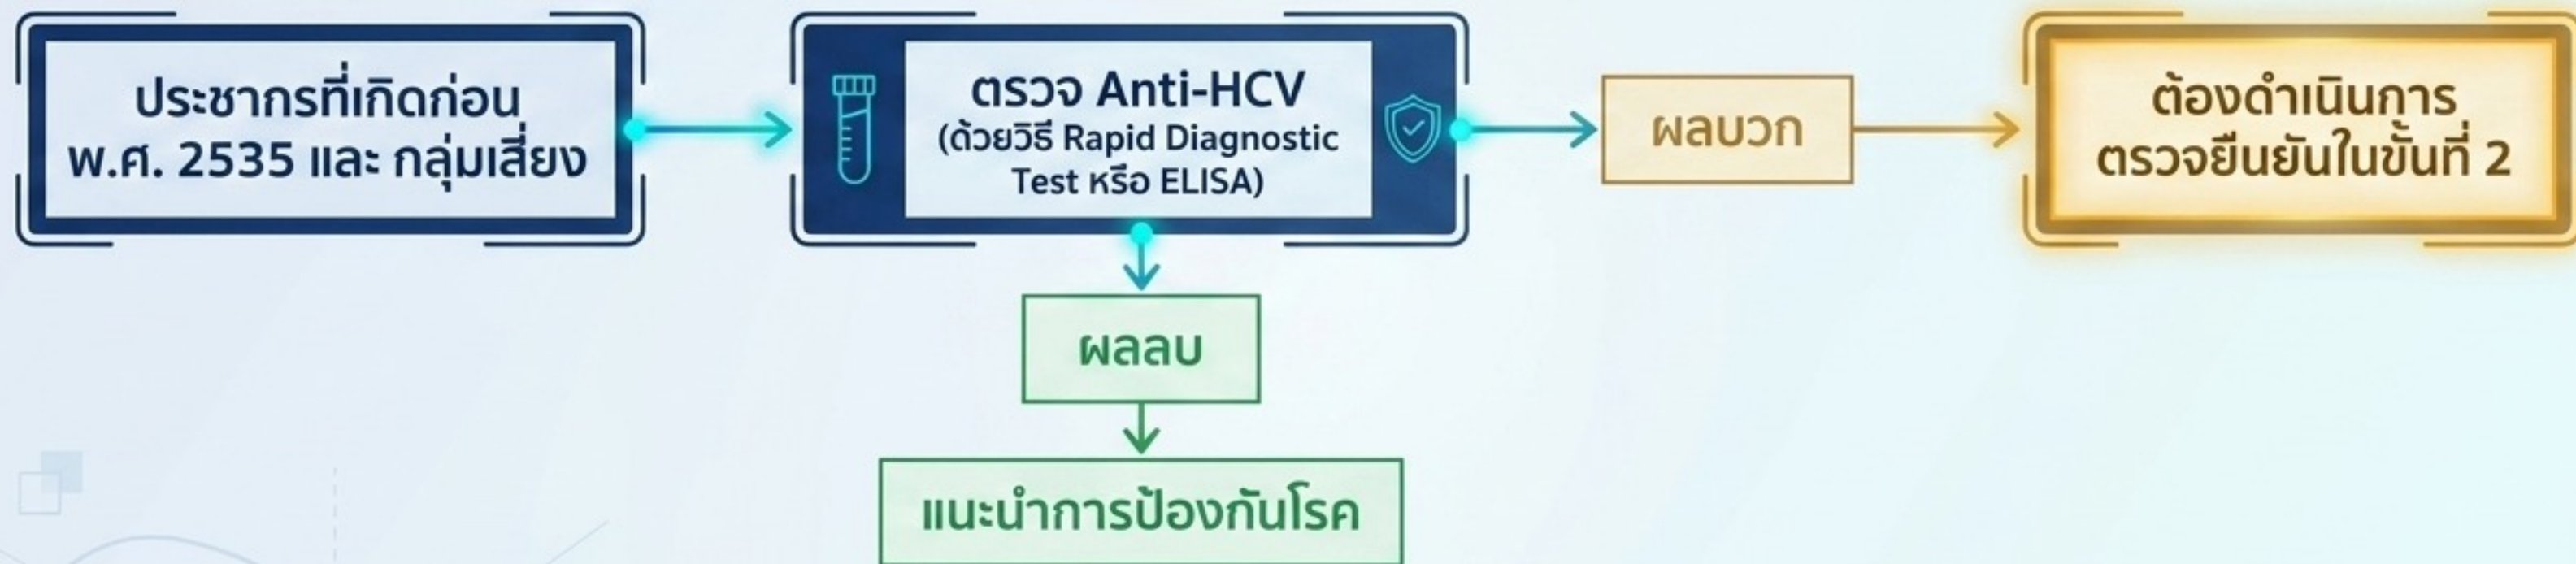 ประชากรที่เกิดก่อน
พ.ศ. 2535 และ กลุ่มเสี่ยง
ตรวจ Anti-HCV
(ด้วยวิธี Rapid Diagnostic
Test หรือ ELISA)
ผลบวก
ต้องดำเนินการ
ตรวจยืนยันในขั้นที่ 2
ผลลบ
แนะนำการป้องกันโรค